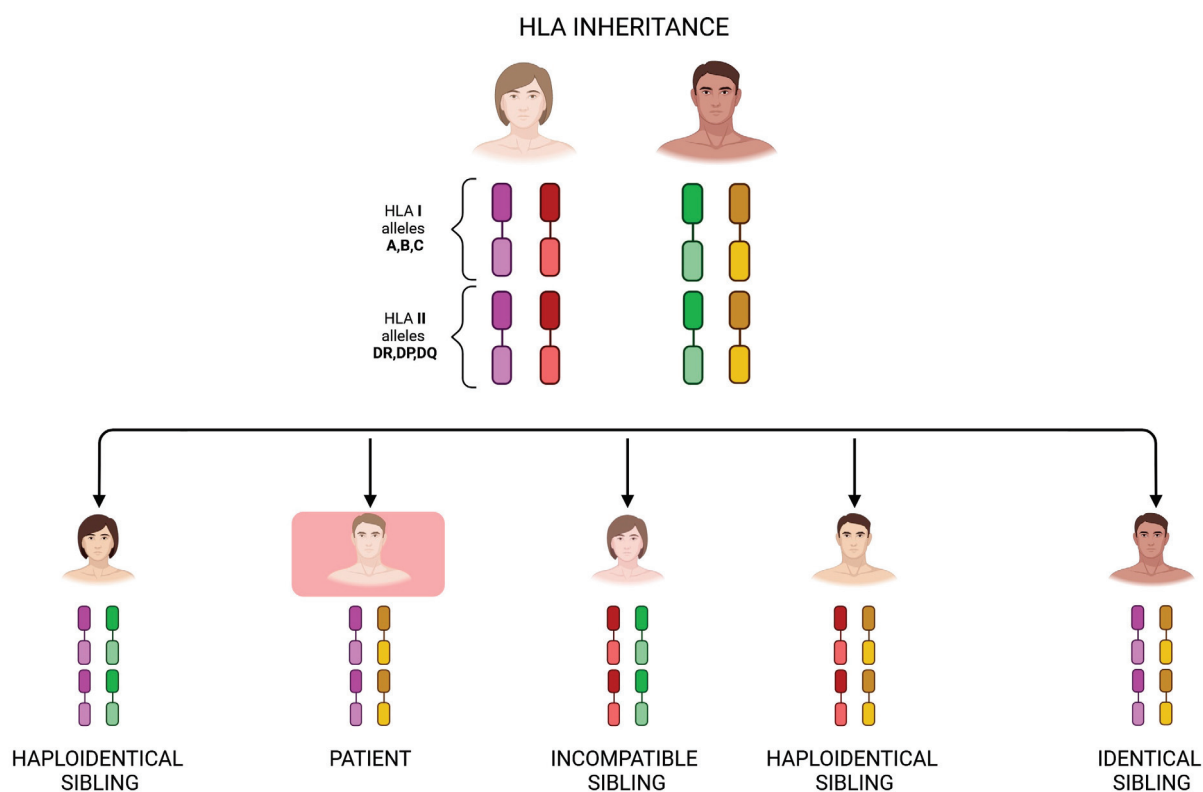 HLA INHERITANCE
HLA I
alleles
A,B,C
HLA II
alleles
DR,DP,DQ
HAPLOIDENTICAL
SIBLING
PATIENT
INCOMPATIBLE
SIBLING
HAPLOIDENTICAL
SIBLING
IDENTICAL
SIBLING